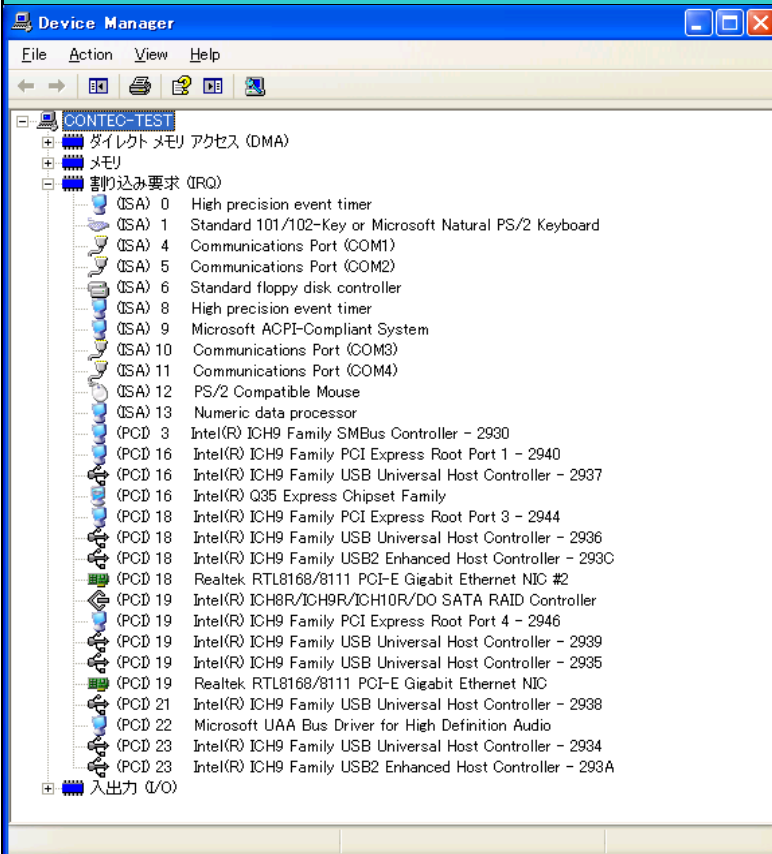 Device Manager
File Action View Help
CONTEC-TEST
ダイレクト メモリ アクセス (DMA)
メモリ
割り込み要求 (IRQ)
(ISA) 0 High precision event timer
(ISA) 1 Standard 101/102-Key or Microsoft Natural PS/2 Keyboard
(ISA) 4 Communications Port (COM1)
(ISA) 5 Communications Port (COM2)
(ISA) 6 Standard floppy disk controller
(ISA) 8 High precision event timer
(ISA) 9 Microsoft ACPI-Compliant System
(ISA) 10 Communications Port (COM3)
(ISA) 11 Communications Port (COM4)
(ISA) 12 PS/2 Compatible Mouse
(ISA) 13 Numeric data processor
(PCI) 3 Intel(R) ICH9 Family SMBus Controller - 2930
(PCI) 16 Intel(R) ICH9 Family PCI Express Root Port 1 - 2940
(PCI) 16 Intel(R) ICH9 Family USB Universal Host Controller - 2937
(PCI) 16 Intel(R) Q35 Express Chipset Family
(PCI) 18 Intel(R) ICH9 Family PCI Express Root Port 3 - 2944
(PCI) 18 Intel(R) ICH9 Family USB Universal Host Controller - 2936
(PCI) 18 Intel(R) ICH9 Family USB2 Enhanced Host Controller - 293C
(PCI) 18 Realtek RTL8168/8111 PCI-E Gigabit Ethernet NIC #2
(PCI) 19 Intel(R) ICH8R/ICH9R/ICH10R/DO SATA RAID Controller
(PCI) 19 Intel(R) ICH9 Family PCI Express Root Port 4 - 2946
(PCI) 19 Intel(R) ICH9 Family USB Universal Host Controller - 2939
(PCI) 19 Intel(R) ICH9 Family USB Universal Host Controller - 2935
(PCI) 19 Realtek RTL8168/8111 PCI-E Gigabit Ethernet NIC
(PCI) 21 Intel(R) ICH9 Family USB Universal Host Controller - 2938
(PCI) 22 Microsoft UAA Bus Driver for High Definition Audio
(PCI) 23 Intel(R) ICH9 Family USB Universal Host Controller - 2934
(PCI) 23 Intel(R) ICH9 Family USB2 Enhanced Host Controller - 293A
入出力 (I/O)